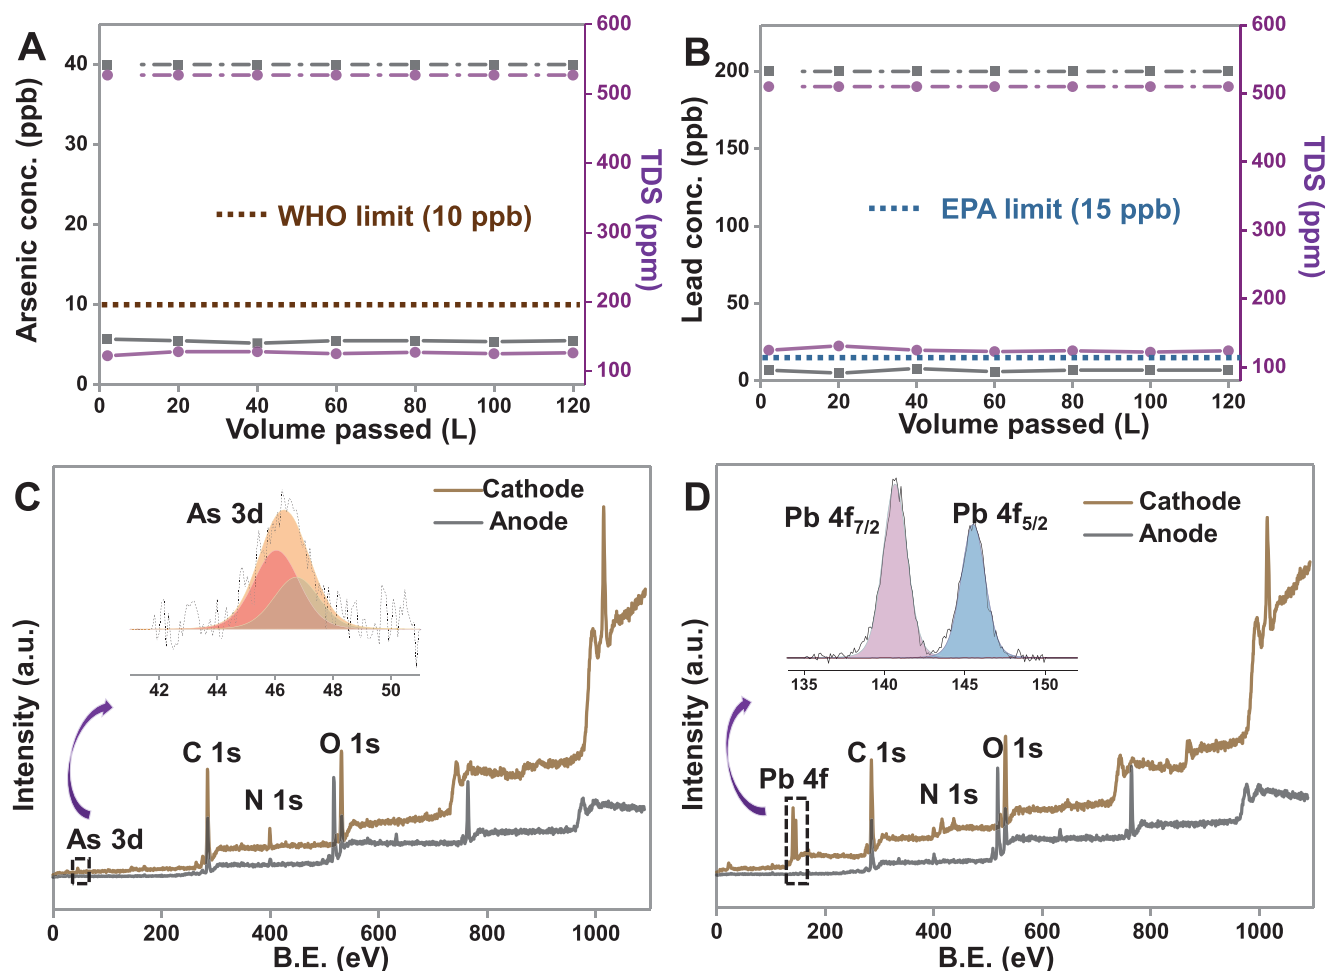 A
Arsenic conc. (ppb)
40
30
20
10
0
600
500
400
300
200
100
TDS (ppm)
WHO limit (10 ppb)
0 20 40 60 80 100 120
Volume passed (L)
B
Lead conc. (ppb)
200
150
100
50
0
600
500
400
300
200
100
TDS (ppm)
EPA limit (15 ppb)
0 20 40 60 80 100 120
Volume passed (L)
C
Intensity (a.u.)
As 3d
Cathode
Anode
42 44 46 48 50
C 1s
O 1s
N 1s
As 3d
0 200 400 600 800 1000
B.E. (eV)
D
Intensity (a.u.)
Pb 4f7/2
Pb 4f5/2
Cathode
Anode
135 140 145 150
C 1s
O 1s
Pb 4f
N 1s
0 200 400 600 800 1000
B.E. (eV)